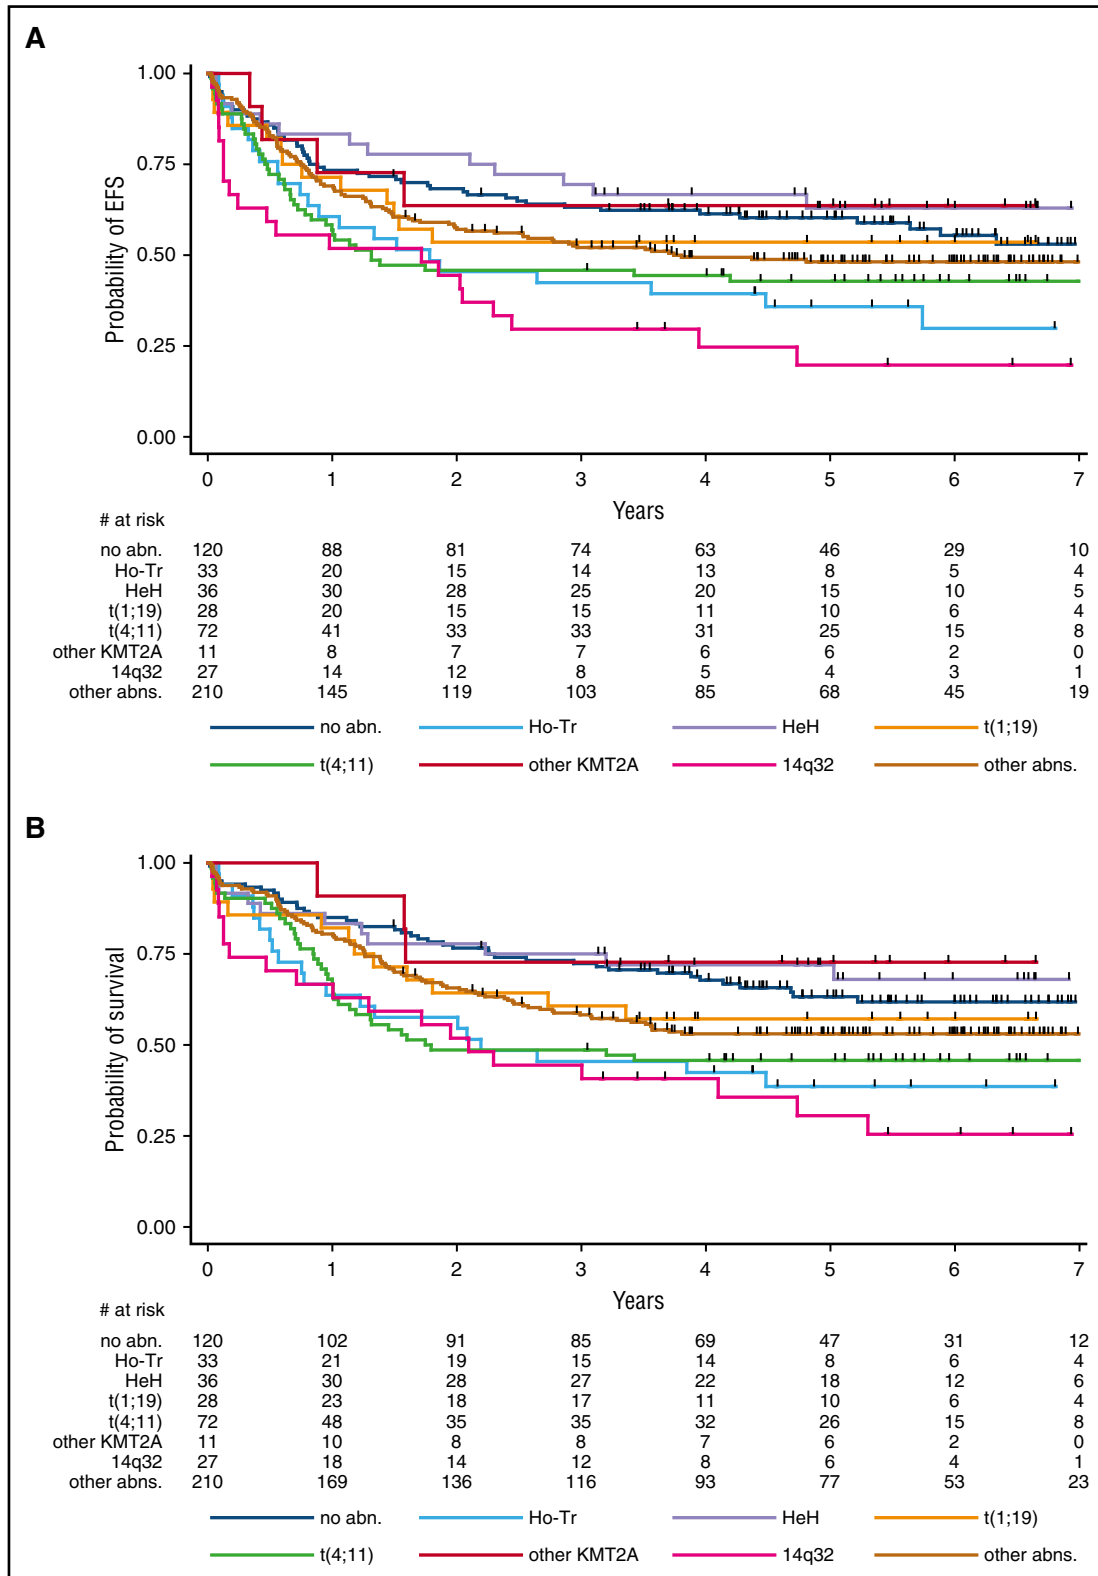 A
1.00
0.75
0.50
0.25
0.00
Probability of EFS
0 1 2 3 4 5 6 7
Years
# at risk
no abn. 120 88 81 74 63 46 29 10
Ho-Tr 33 20 15 14 13 8 5 4
HeH 36 30 28 25 20 15 10 5
t(1;19) 28 20 15 15 11 10 6 4
t(4;11) 72 41 33 33 31 25 15 8
other KMT2A 11 8 7 7 6 6 2 0
14q32 27 14 12 8 5 4 3 1
other abns. 210 145 119 103 85 68 45 19
no abn. Ho-Tr HeH t(1;19)
t(4;11) other KMT2A 14q32 other abns.
B
1.00
0.75
0.50
0.25
0.00
Probability of survival
0 1 2 3 4 5 6 7
Years
# at risk
no abn. 120 102 91 85 69 47 31 12
Ho-Tr 33 21 19 15 14 8 6 4
HeH 36 30 28 27 22 18 12 6
t(1;19) 28 23 18 17 11 10 6 4
t(4;11) 72 48 35 35 32 26 15 8
other KMT2A 11 10 8 8 7 6 2 0
14q32 27 18 14 12 8 6 4 1
other abns. 210 169 136 116 93 77 53 23
no abn. Ho-Tr HeH t(1;19)
t(4;11) other KMT2A 14q32 other abns.